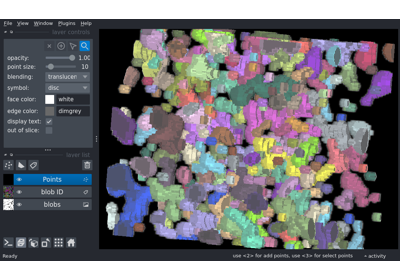 File View Window Plugins Help
layer controls
opacity: 1.00
point size: 10
blending: translucen
symbol: disc
face color: white
edge color: dimgrey
display text:
out of slice:
layer list
Points
blob ID
blobs
Ready
use <2> for add points, use <3> for select points
activity